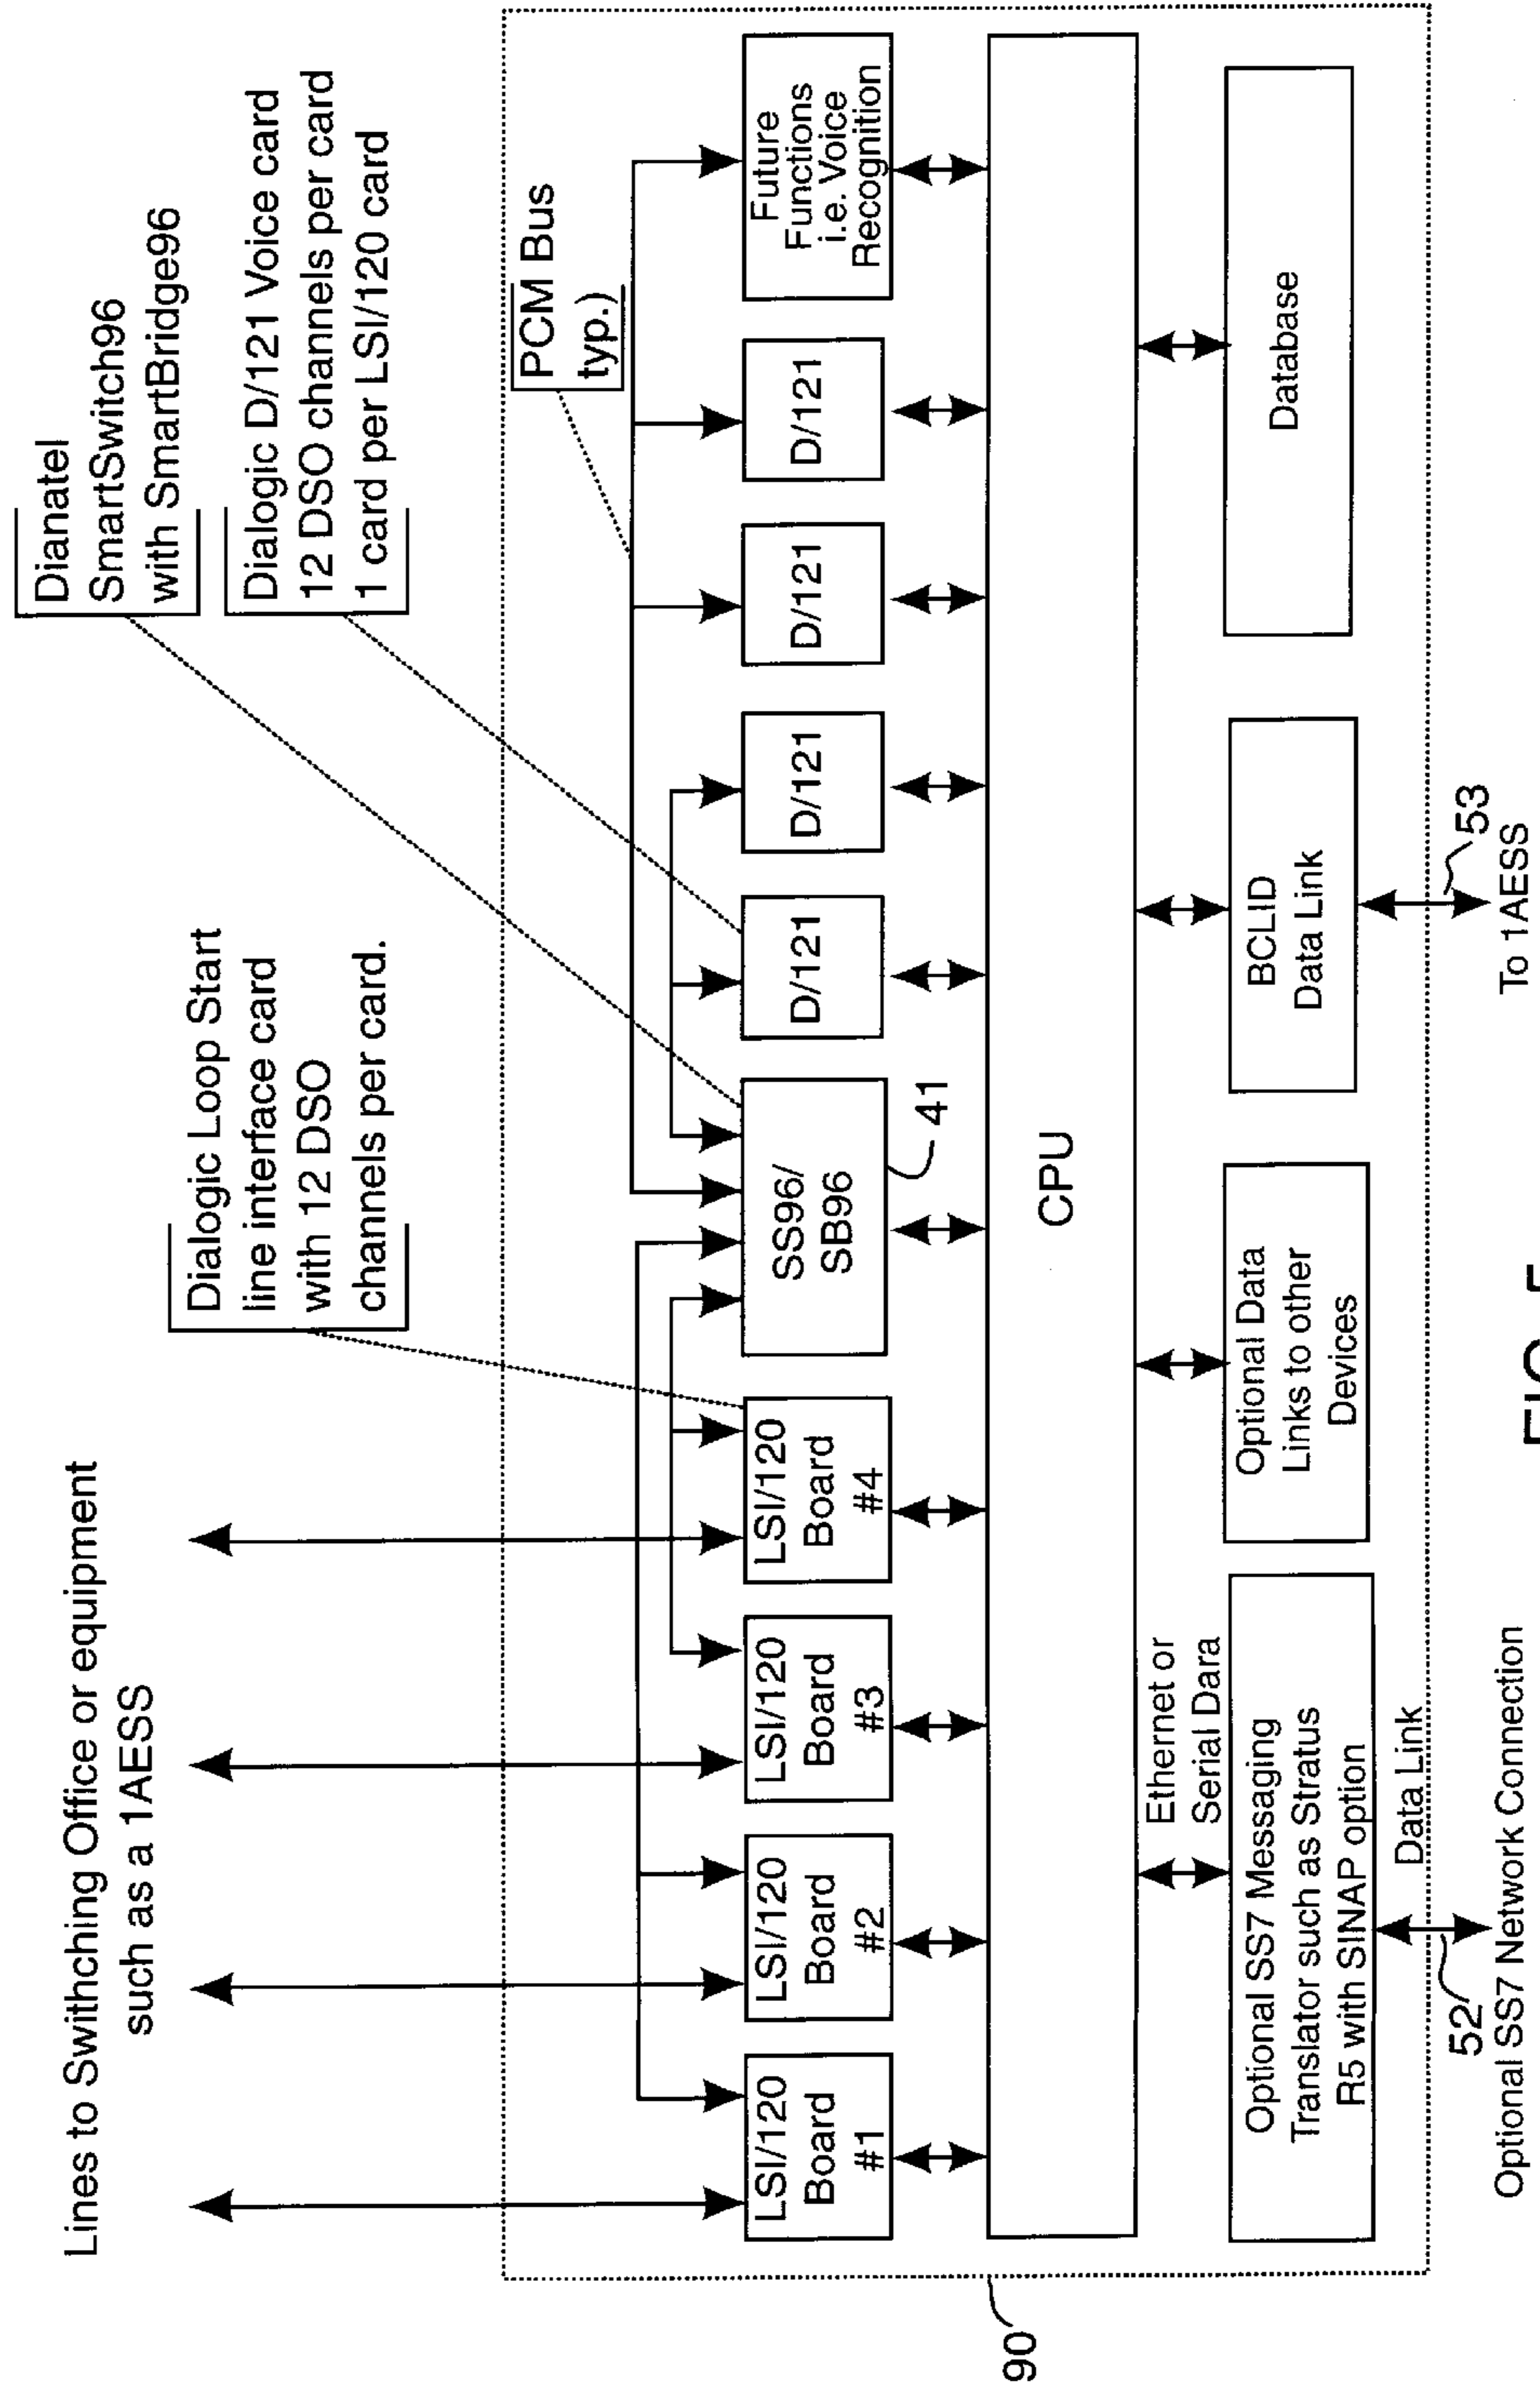 Lines to Swithching Office or equipment
such as a 1AESS
Dialogic Loop Start
line interface card
with 12 DSO
channels per card.
Dianatel
SmartSwitch96
with SmartBridge96
Dialogic D/121 Voice card
12 DSO channels per card
1 card per LSI/120 card
PCM Bus
typ.)
LSI/120
Board
#1
LSI/120
Board
#2
LSI/120
Board
#3
LSI/120
Board
#4
SS96/
SB96
41
D/121
D/121
D/121
D/121
Future
Functions
i.e. Voice
Recognition
CPU
90
Ethernet or
Serial Dara
Optional SS7 Messaging
Translator such as Stratus
R5 with SINAP option
Optional Data
Links to other
Devices
BCLID
Data Link
Database
Data Link
52
Optional SS7 Network Connection
53
To 1AESS